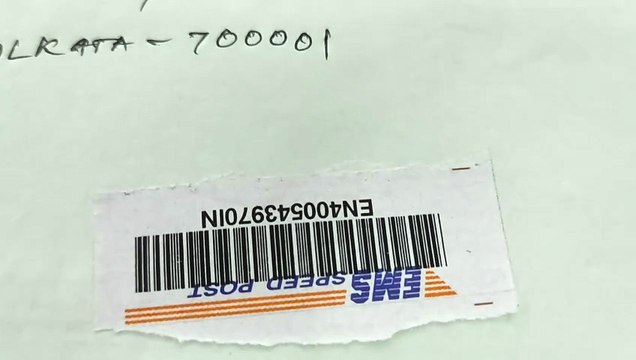 OLKATA - 700001
EMS SPEED POST
EN400543970IN